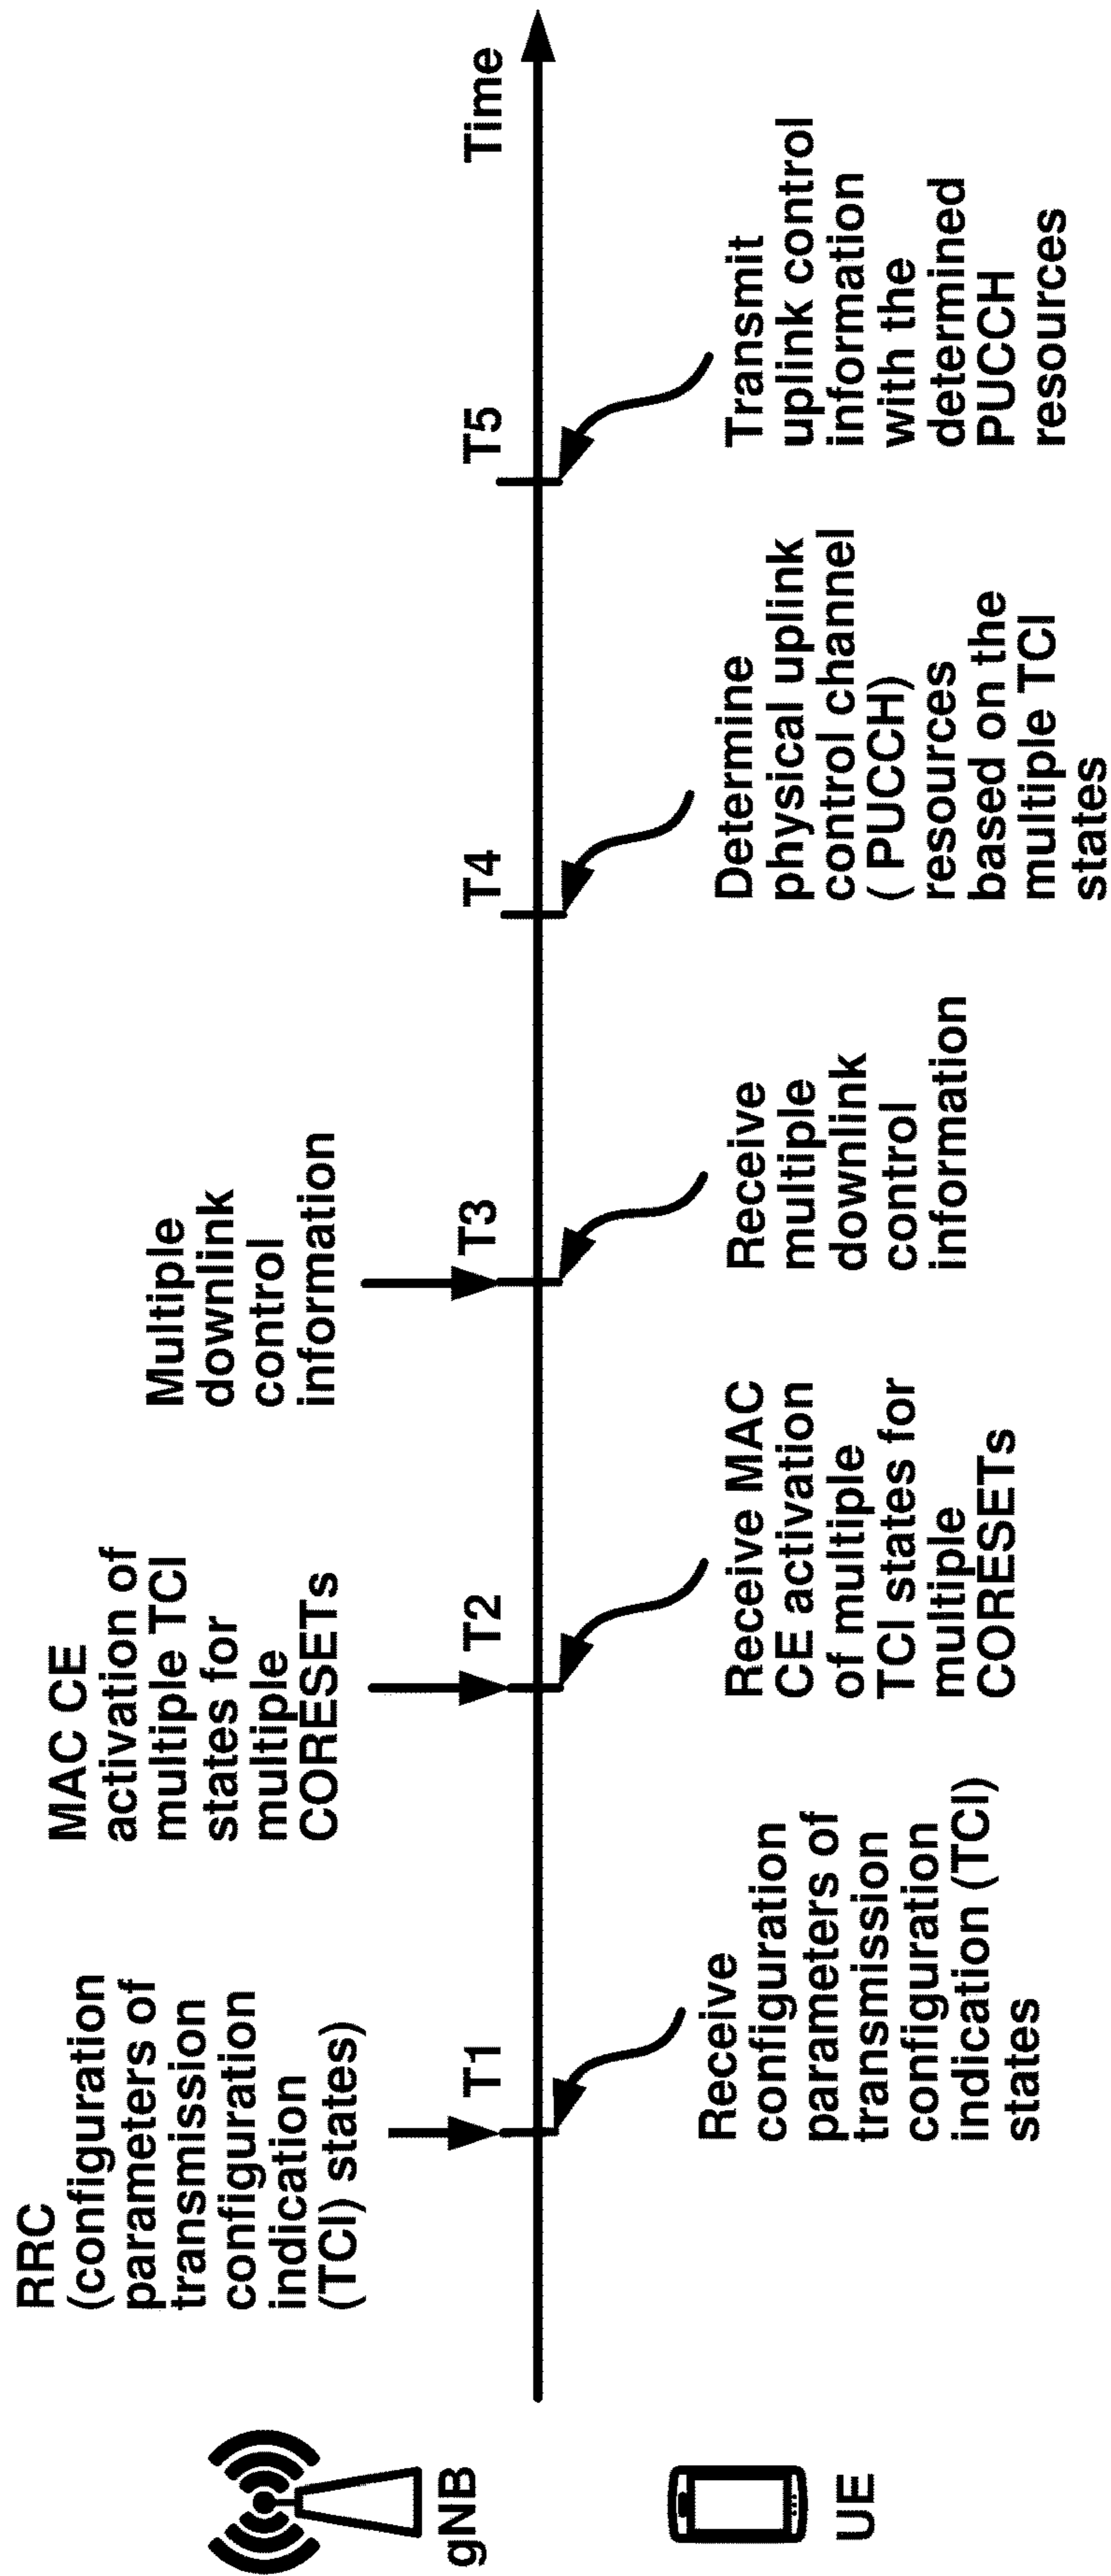 RRC
(configuration
parameters of
transmission
configuration
indication
(TCI) states)
MAC CE
activation of
multiple TCI
states for
multiple
CORESETs
Multiple
downlink
control
information
gNB
T1
T2
T3
T4
T5
Time
UE
Receive
configuration
parameters of
transmission
configuration
indication (TCI)
states
Receive MAC
CE activation
of multiple
TCI states for
multiple
CORESETs
Receive
multiple
downlink
control
information
Determine
physical uplink
control channel
( PUCCH)
resources
based on the
multiple TCI
states
Transmit
uplink control
information
with the
determined
PUCCH
resources